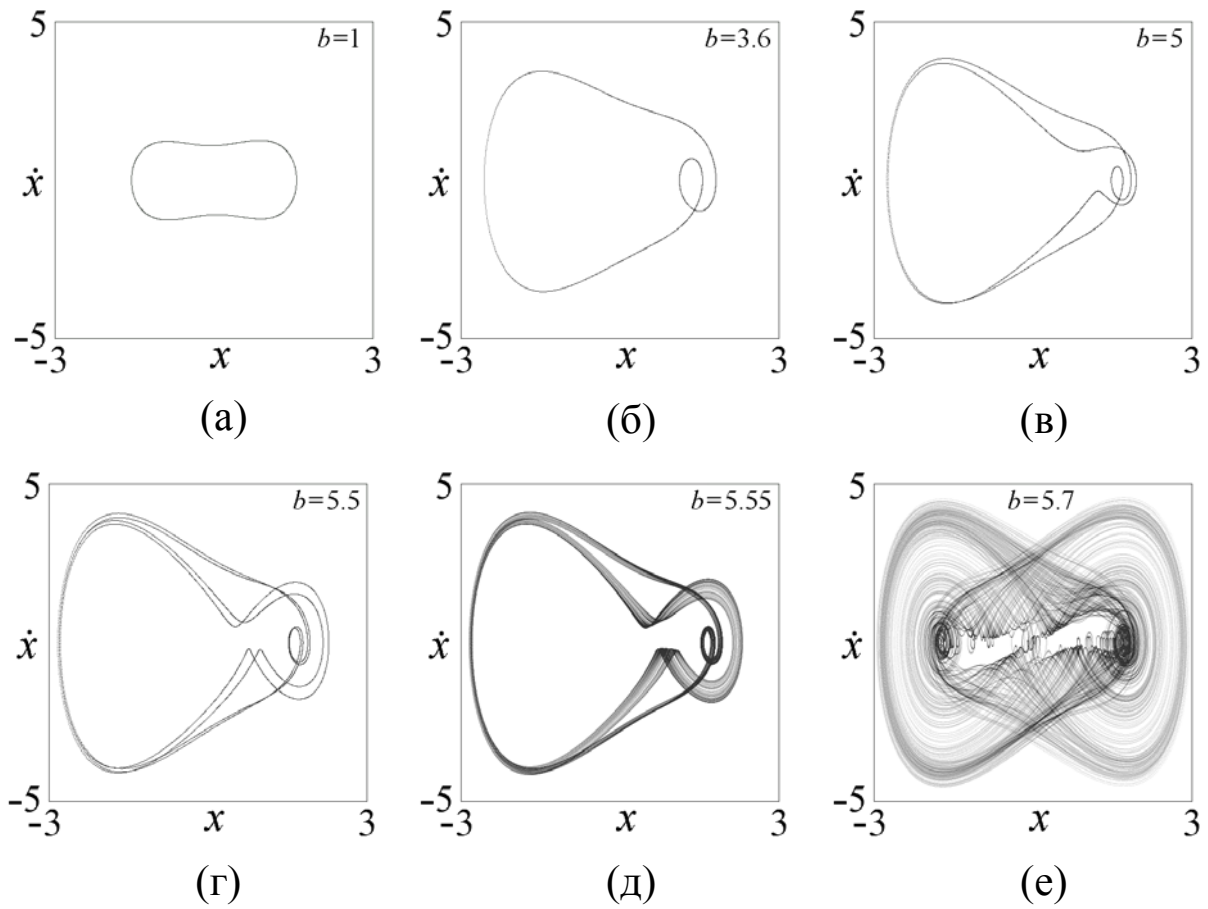 5 b=1 5 b=3.6 5 b=5
ẋ ẋ ẋ
-5 -5 -5
-3 x 3 -3 x 3 -3 x 3
(а) (б) (в)
5 b=5.5 5 b=5.55 5 b=5.7
ẋ ẋ ẋ
-5 -5 -5
-3 x 3 -3 x 3 -3 x 3
(г) (д) (е)